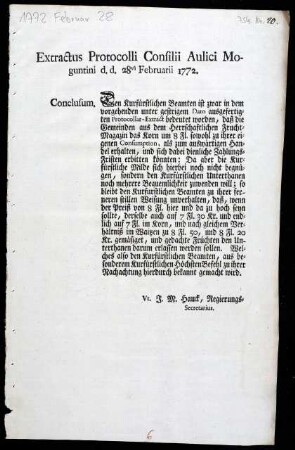 1772 Februar 28
Extractus Protocolli Consilii Aulici Mo-
guntini d. d. 28va Februarii 1772.
Conclusum, Den Kurfürstlichen Beamten ist zwar in dem
vorgehenden unter gestrigem Dato ausgefertig-
ten Protocollar-Extract bedeutet worden, daß die
Gemeinden aus dem Herrschaftlichen Frucht-
Magazin das Korn um 8 Fl. sowohl zu ihrer ei-
genen Consumption, als zum auswärtigen Han-
del erhalten, und sich dabei dienliche Zahlungs-
Fristen erbitten könnten: Da aber die Kur-
fürstliche Milde sich hierbei noch nicht begnü-
gen, sondern den Kurfürstlichen Unterthanen
noch mehrere Bequemlichkeit zuwenden will; so
bleibt den Kurfürstlichen Beamten zu ihrer fer-
neren stillen Weisung unverhalten, daß, wenn
der Preiß von 8 Fl. hier und da zu hoch seyn
sollte, derselbe auch auf 7 Fl. 30 Kr. und end-
lich auf 7 Fl. im Korn, und nach gleichem Ver-
hältniß im Waitzen zu 8 Fl. 50, und 8 Fl. 20
Kr. gemäßiget, und gedachte Früchten den Un-
terthanen darum erlassen werden sollen. Wel-
ches also den Kurfürstlichen Beamten, aus be-
sonderem Kurfürstlichen Höchsten Befehl zu ihrer
Nachachtung hierdurch bekannt gemacht wird.
Vt. J. M. Hauck, Regierungs-
Secretarius.
6